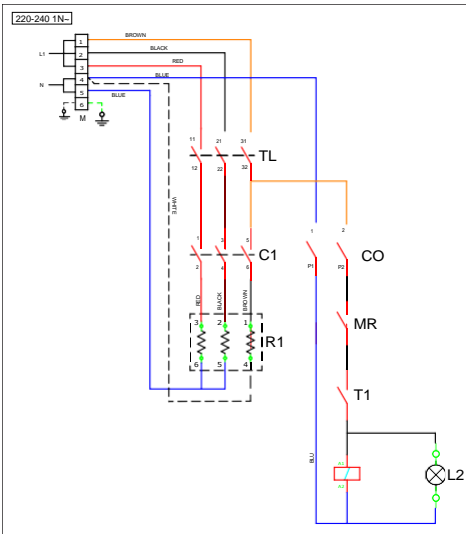 220-240 1N~
BROWN
1
BLACK
L1
2
RED
3
BLUE
4
N
5
BLUE
6
M
11
21
31
TL
12
22
32
WHITE
1
3
5
1
2
C1
CO
2
4
6
P1
P2
RED
BLACK
BROWN
3
2
1
MR
R1
6
5
4
T1
BLU
A1
L2
A2